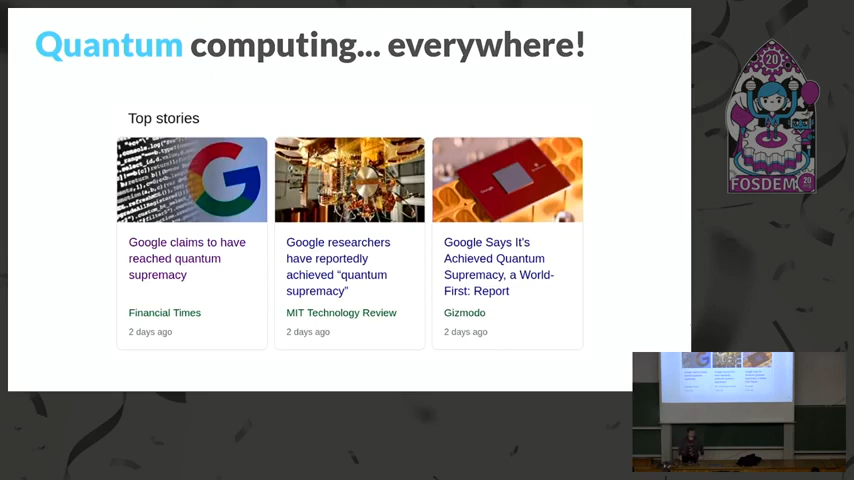 Quantum computing... everywhere!
Top stories
Google claims to have
reached quantum
supremacy
Financial Times
2 days ago
Google researchers
have reportedly
achieved “quantum
supremacy”
MIT Technology Review
2 days ago
Google Says It's
Achieved Quantum
Supremacy, a World-
First: Report
Gizmodo
2 days ago
20
FOSDEM
20